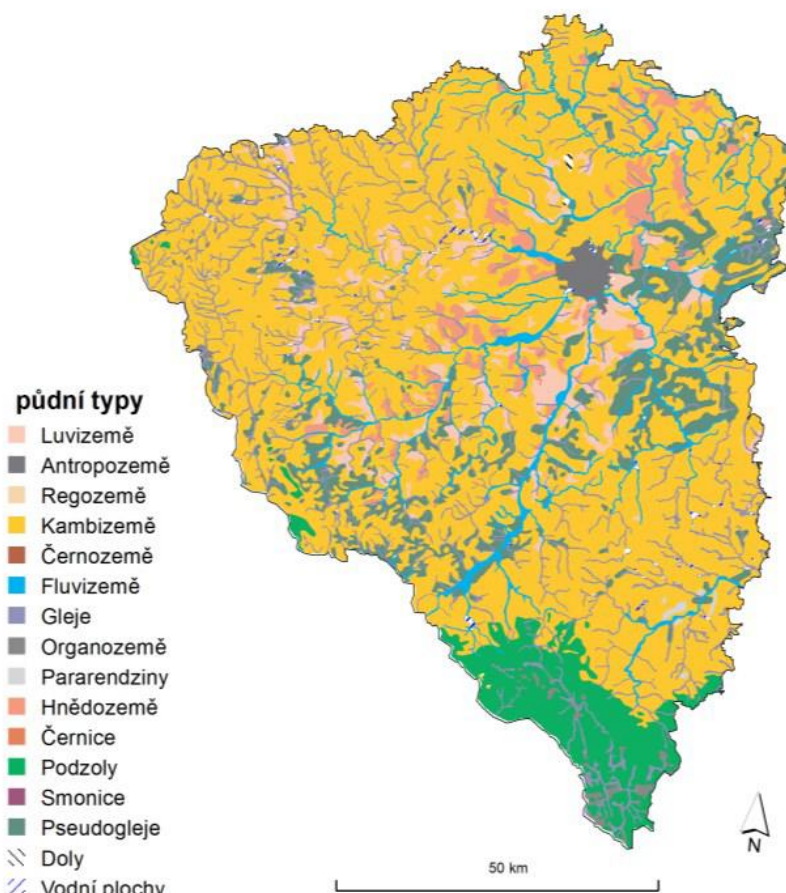 půdní typy
Luvizemě
Antropozemě
Regozemě
Kambizemě
Černozemě
Fluvizemě
Gleje
Organozemě
Pararendziny
Hnědozemě
Černice
Podzoly
Smonice
Pseudogleje
Doly
Vodní plochy
50 km
N